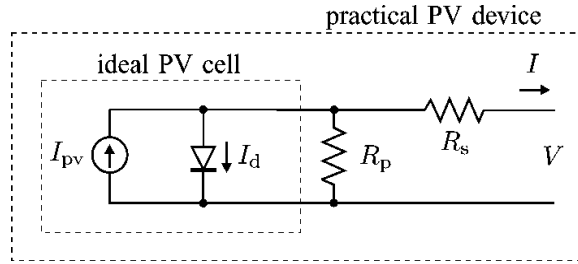 practical PV device
ideal PV cell
I
I_pv
I_d
R_p
R_s
V